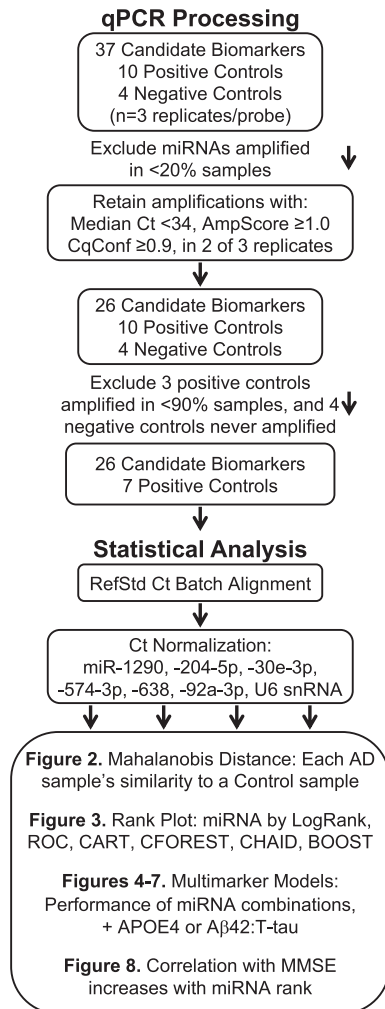 qPCR Processing
37 Candidate Biomarkers
10 Positive Controls
4 Negative Controls
(n=3 replicates/probe)
Exclude miRNAs amplified
in <20% samples
Retain amplifications with:
Median Ct <34, AmpScore ≥1.0
CqConf ≥0.9, in 2 of 3 replicates
26 Candidate Biomarkers
10 Positive Controls
4 Negative Controls
Exclude 3 positive controls
amplified in <90% samples, and 4
negative controls never amplified
26 Candidate Biomarkers
7 Positive Controls
Statistical Analysis
RefStd Ct Batch Alignment
Ct Normalization:
miR-1290, -204-5p, -30e-3p,
-574-3p, -638, -92a-3p, U6 snRNA
Figure 2. Mahalanobis Distance: Each AD
sample's similarity to a Control sample
Figure 3. Rank Plot: miRNA by LogRank,
ROC, CART, CFOREST, CHAID, BOOST
Figures 4-7. Multimarker Models:
Performance of miRNA combinations,
+ APOE4 or Aβ42:T-tau
Figure 8. Correlation with MMSE
increases with miRNA rank